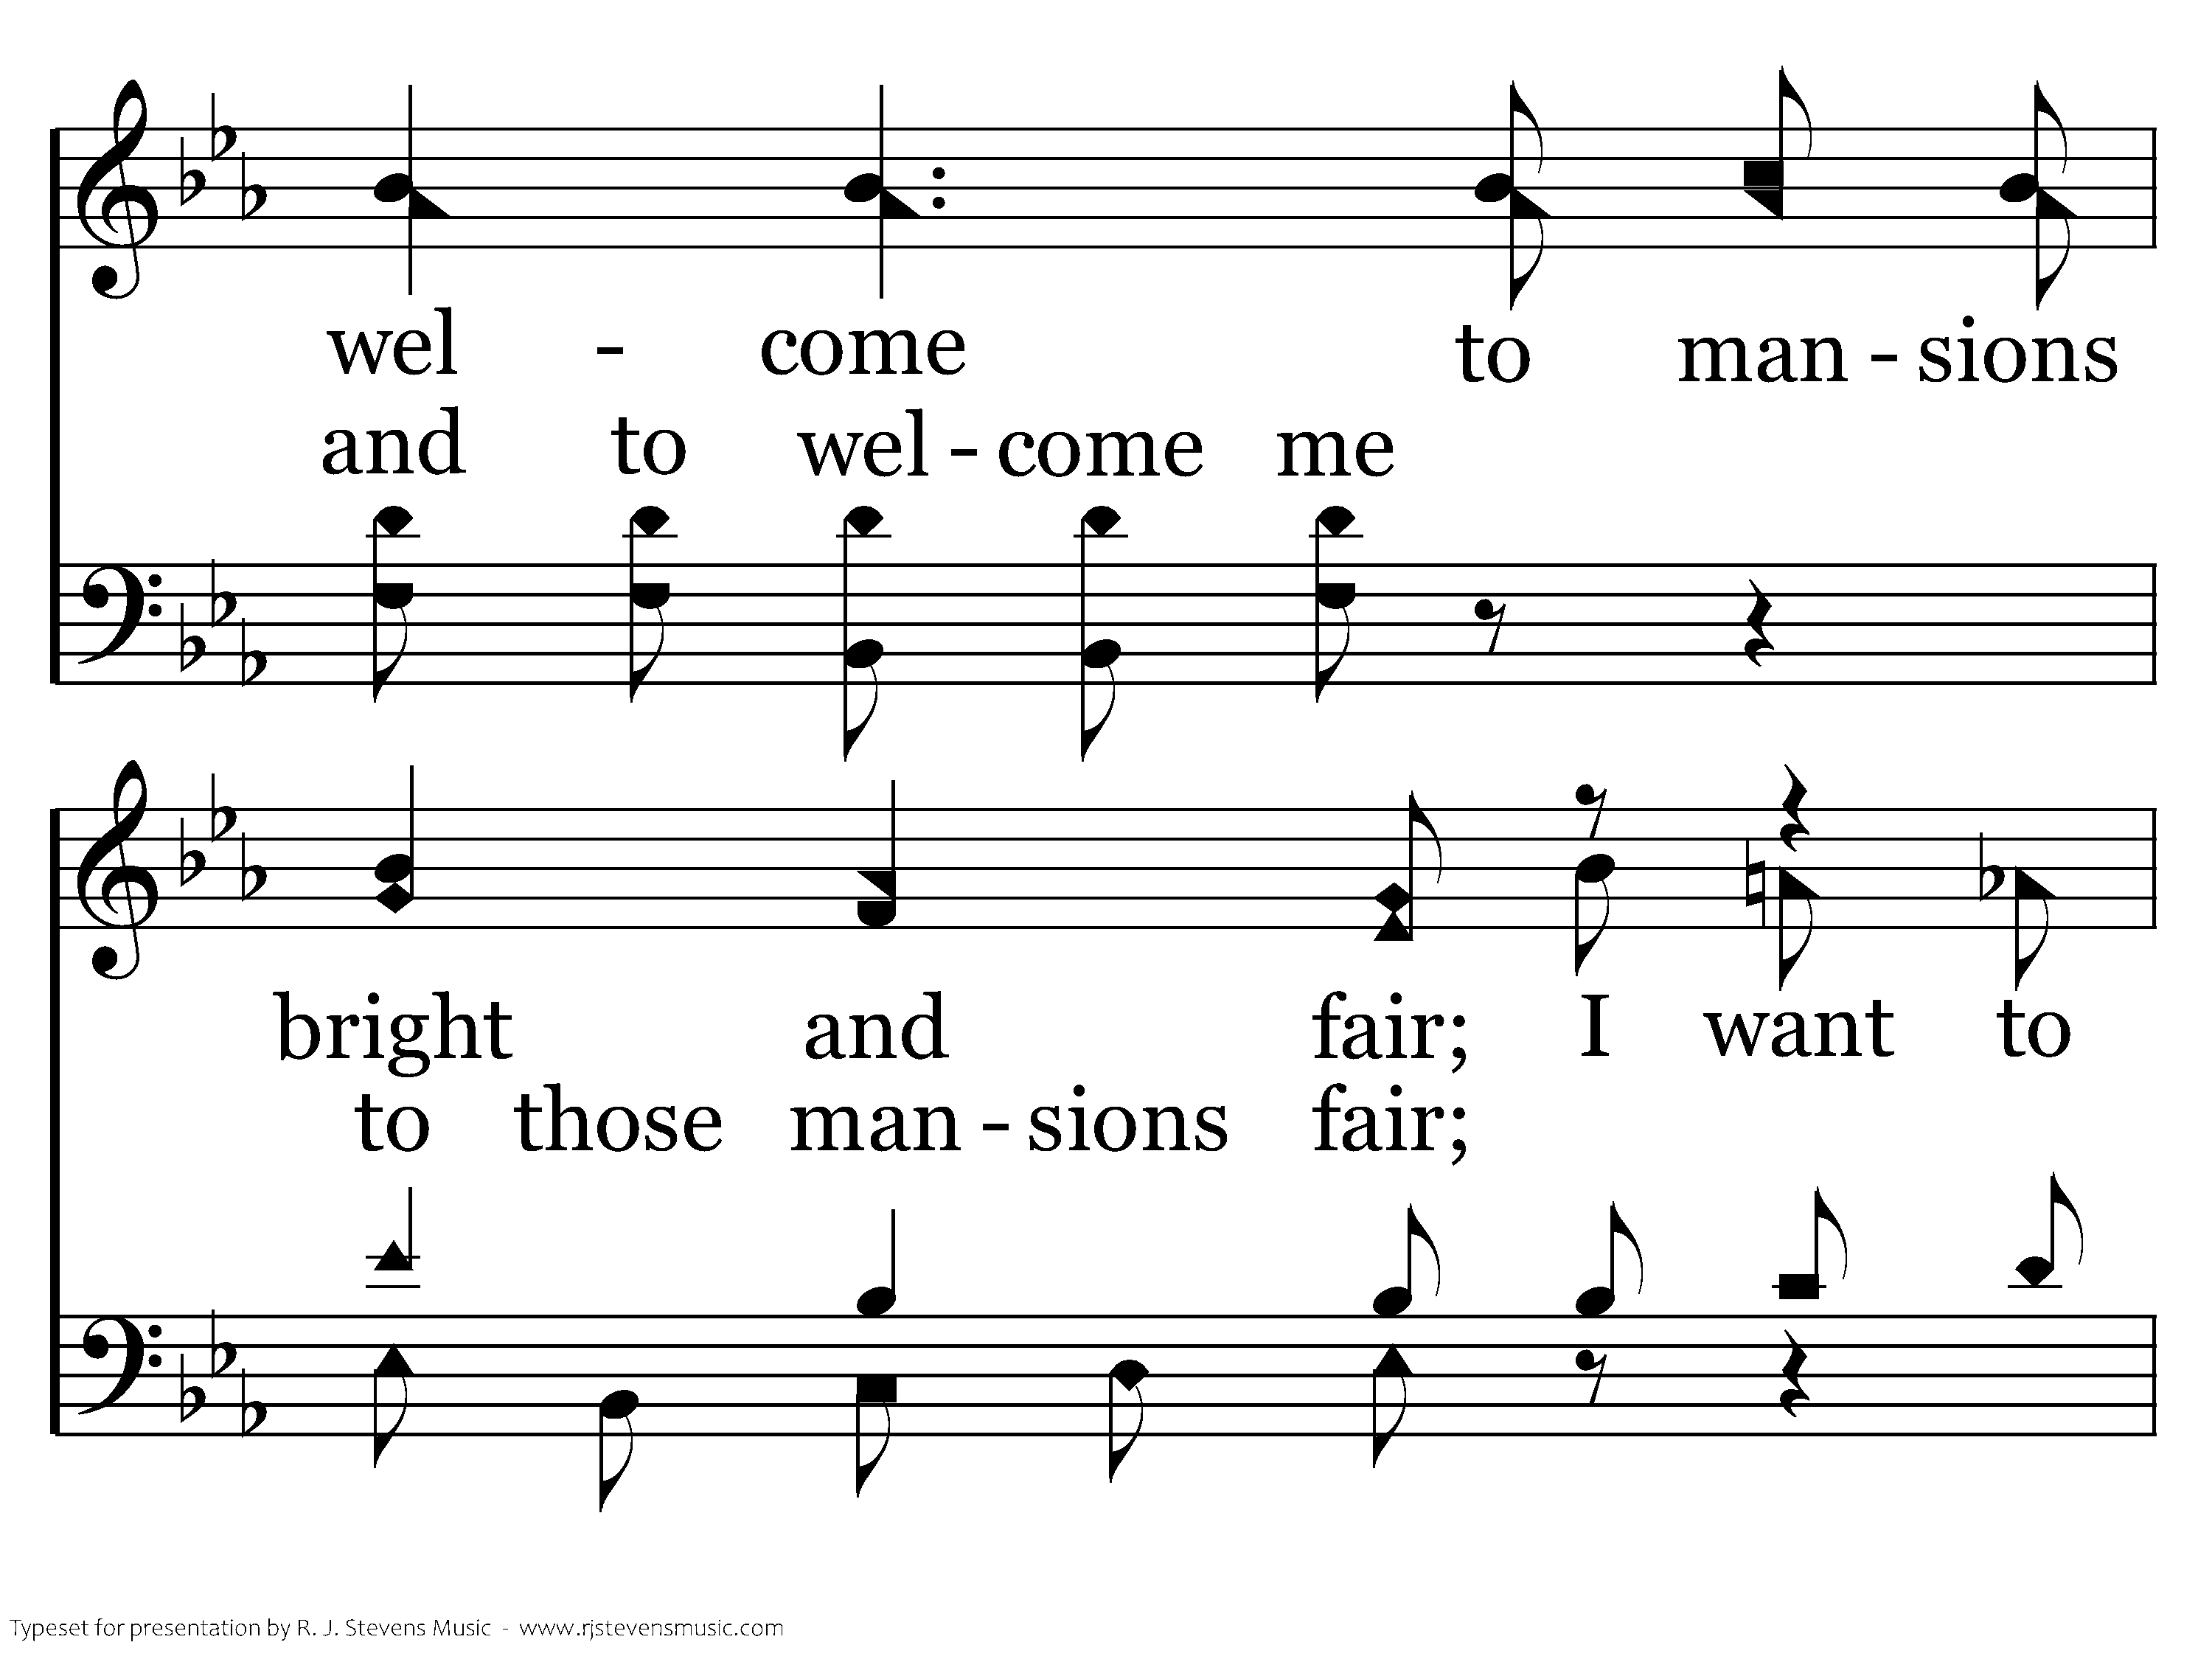 wel - come to man - sions
and to wel - come me
bright and fair; I want to
to those man - sions fair;
Typeset for presentation by R. J. Stevens Music - www.rjstevensmusic.com